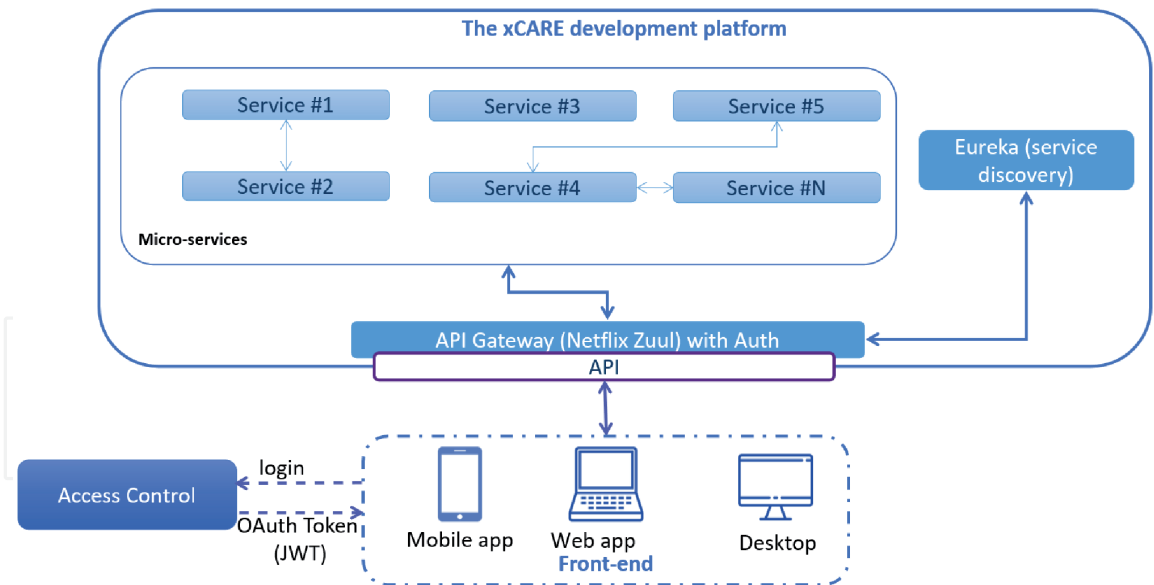 The xCARE development platform
Service #1
Service #3
Service #5
Service #2
Service #4
Service #N
Micro-services
Eureka (service
discovery)
API Gateway (Netflix Zuul) with Auth
API
Access Control
login
OAuth Token
(JWT)
Mobile app
Web app
Desktop
Front-end